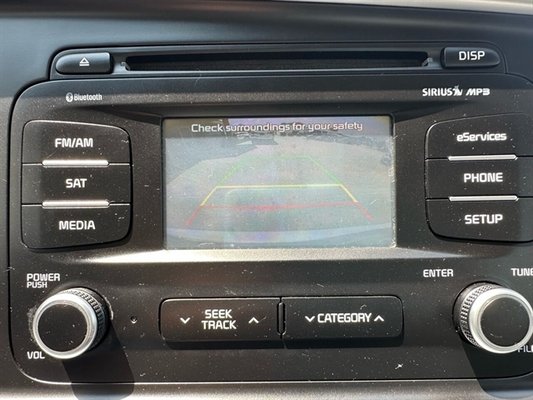 DISP
Bluetooth
SIRIUS MP3
Check surroundings for your safety
FM/AM
eServices
SAT
PHONE
MEDIA
SETUP
POWER
PUSH
ENTER
TUNE
SEEK
TRACK
CATEGORY
VOL